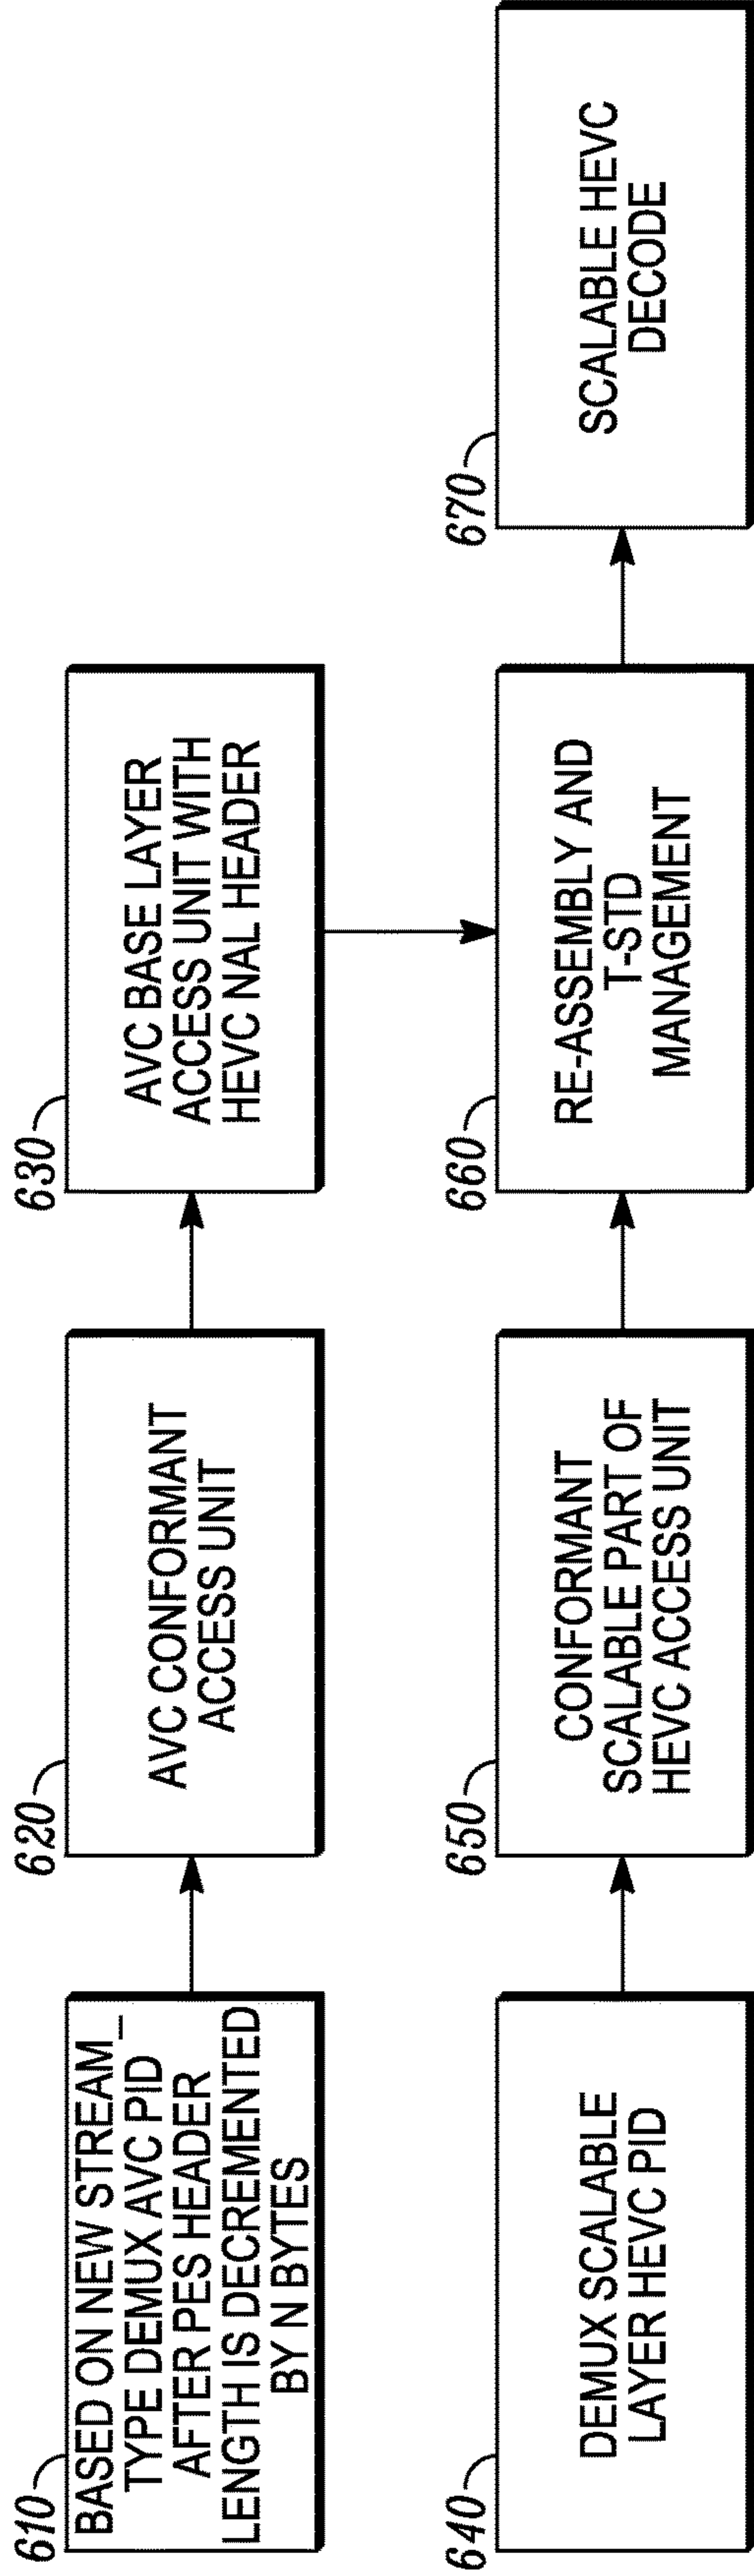 610
BASED ON NEW STREAM_
TYPE DEMUX AVC PID
AFTER PES HEADER
LENGTH IS DECREMENTED
BY N BYTES
620
AVC CONFORMANT
ACCESS UNIT
630
AVC BASE LAYER
ACCESS UNIT WITH
HEVC NAL HEADER
640
DEMUX SCALABLE
LAYER HEVC PID
650
CONFORMANT
SCALABLE PART OF
HEVC ACCESS UNIT
660
RE-ASSEMBLY AND
T-STD
MANAGEMENT
670
SCALABLE HEVC
DECODE